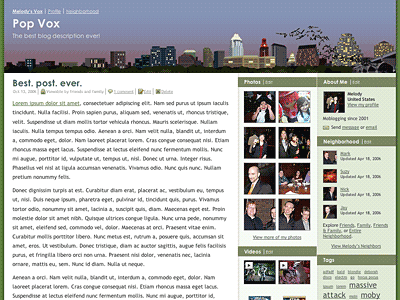 Melody's Vox | Profile | Neighborhood
Pop Vox
The best blog description ever!
Best. post. ever.
Oct 13, 2005 | Viewable by Friends and Family | 1 comment | Edit | Delete
Lorem ipsum dolor sit amet, consectetuer adipiscing elit. Nam sed purus ut ipsum iaculis
tincidunt. Nulla facilisi. Proin sapien purus, aliquam sed, venenatis ut, rhoncus tristique,
velit. Suspendisse ut diam mollis tortor vehicula rhoncus. Mauris scelerisque. Nullam
luctus. Nulla tempus tempus odio. Aenean a orci. Nam velit nulla, blandit ut, interdum
a, commodo eget, dolor. Nam laoreet placerat lorem. Cras congue consequat nisi. Etiam
rhoncus massa eget lacus. Suspendisse at lectus eleifend nunc fermentum mollis. Nunc
mi augue, porttitor id, vulputate ut, tempus ut, nisl. Donec ut urna. Integer risus.
Phasellus vel nisl at ligula accumsan venenatis. Cum quis nunc. Nullam
pretium nonummy felis.
Donec dignissim turpis at est. Curabitur diam erat, placerat ac, vestibulum eu, tempus
ut, nisi. Duis neque ipsum, pharetra eget, pulvinar id, tincidunt quis, purus. Vivamus
tortor odio, nonummy sit amet, lacinia a, suscipit quis, diam. Maecenas eget est. Proin
molestie dolor sit amet nibh. Quisque ultrices congue ligula. Nunc urna pede, nonummy
sit amet, eleifend sed, commodo vel, dolor. Maecenas at orci. Praesent vitae enim.
Curabitur mollis porttitor libero. Nunc metus est, rutrum a, posuere quis, accumsan sit
amet, eros. Ut vestibulum. Donec diam ac auctor sagittis, augue felis facilisis
purus, et fringilla libero orci non urna. Praesent nisi dolor, venenatis nec, lacinia
ornare, mattis eu, sem. Nunc id nunc. Nulla ut neque.
Aenean a orci. Nam velit nulla, blandit ut, interdum a, commodo eget, dolor. Nam
laoreet placerat lorem. Cras congue consequat nisi. Etiam rhoncus massa eget lacus.
Suspendisse at lectus eleifend nunc fermentum mollis. Nunc mi augue, porttitor id,
Photos | Edit
View more of my photos
Videos | Edit
About Me | Edit
Melody
United States
View my profile
Moblogging since 2001
Send message or email
Neighborhood | Edit
Mark
Updated Apr 18, 2006
Suzy
Updated Apr 18, 2006
Nick
Updated Apr 18, 2006
Jay
Updated Apr 18, 2006
Explore Friends, Family, Friends
& Family, or Entire
Neighborhood
View Melody's Neighbors
Tags | Edit
massive
attack mobi moby